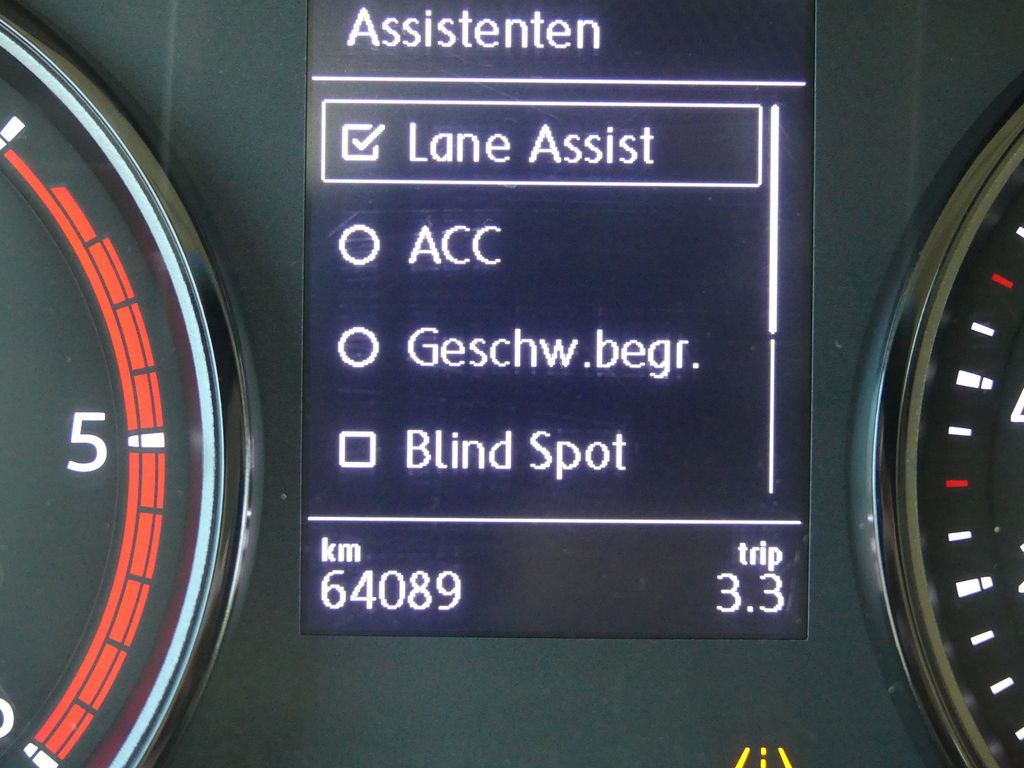 Assistenten
Lane Assist
ACC
Geschw.begr.
Blind Spot
km
trip
64089
3.3
5